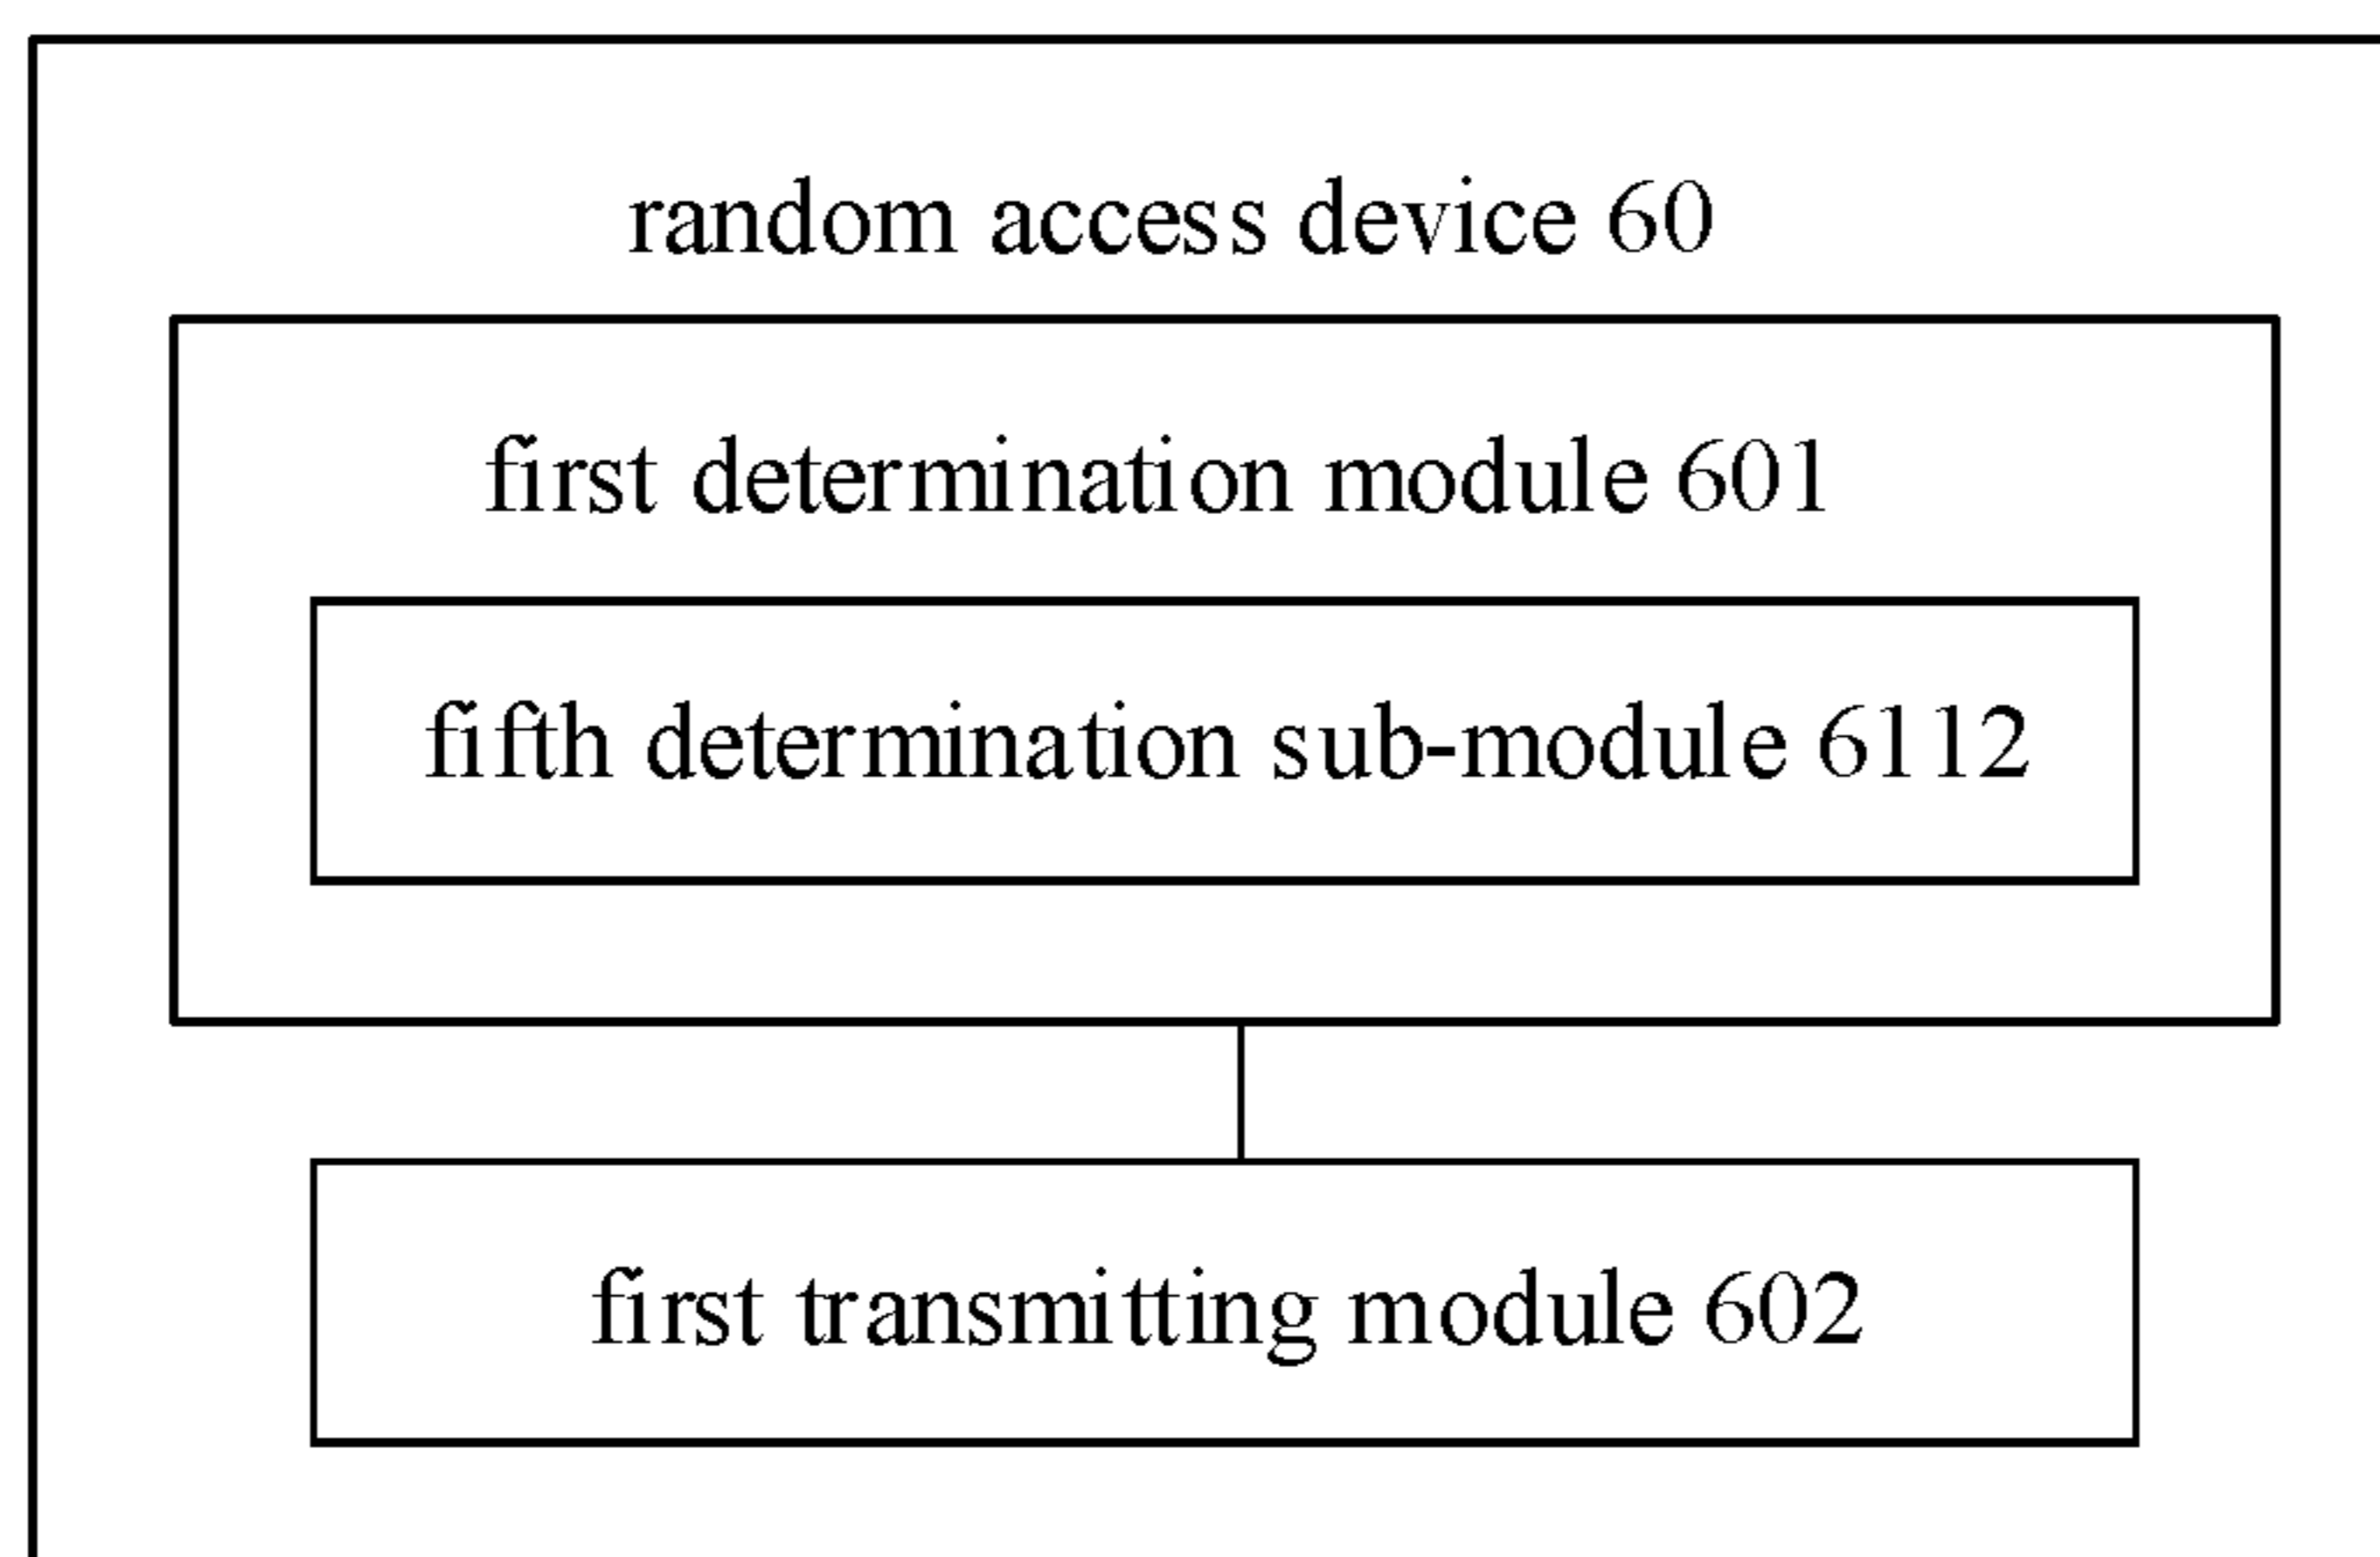 random access device 60
first determination module 601
fifth determination sub-module 6112
first transmitting module 602